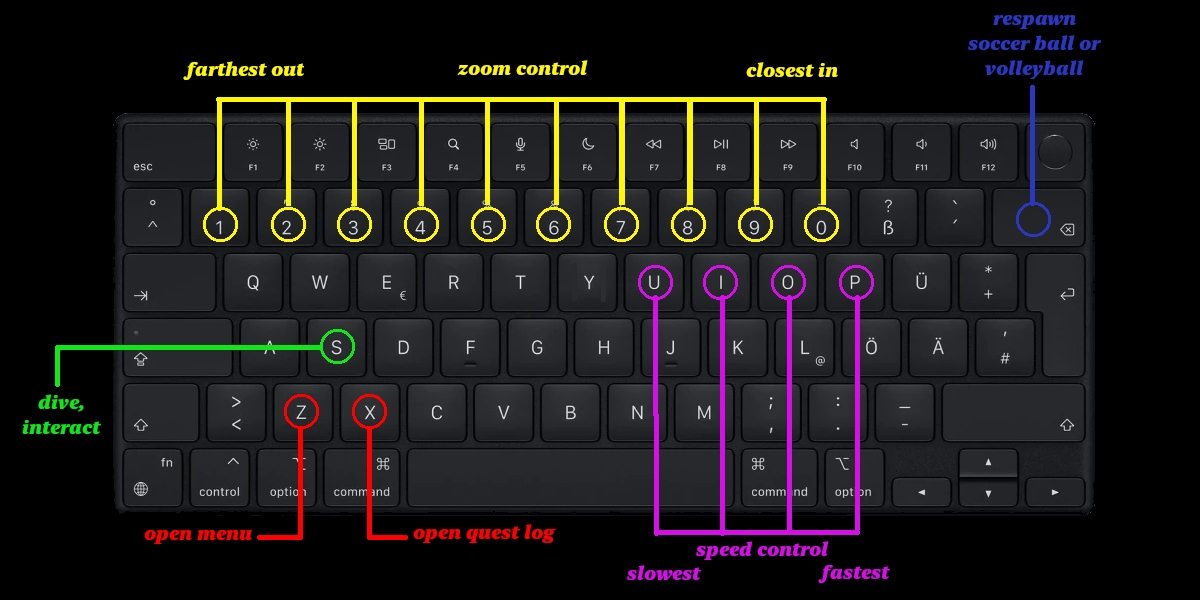 respawn
soccer ball or
volleyball
farthest out
zoom control
closest in
esc
F1 F2 F3 F4 F5 F6 F7 F8 F9 F10 F11 F12
° ^ 1 2 3 4 5 6 7 8 9 0 ? ß ` ´
Q W E € R T Y U I O P Ü * +
A S D F G H J K L @ Ö Ä ' #
dive,
interact
> < Z X C V B N M ; , : . _ -
fn
control option command command option
open menu
open quest log
speed control
slowest
fastest